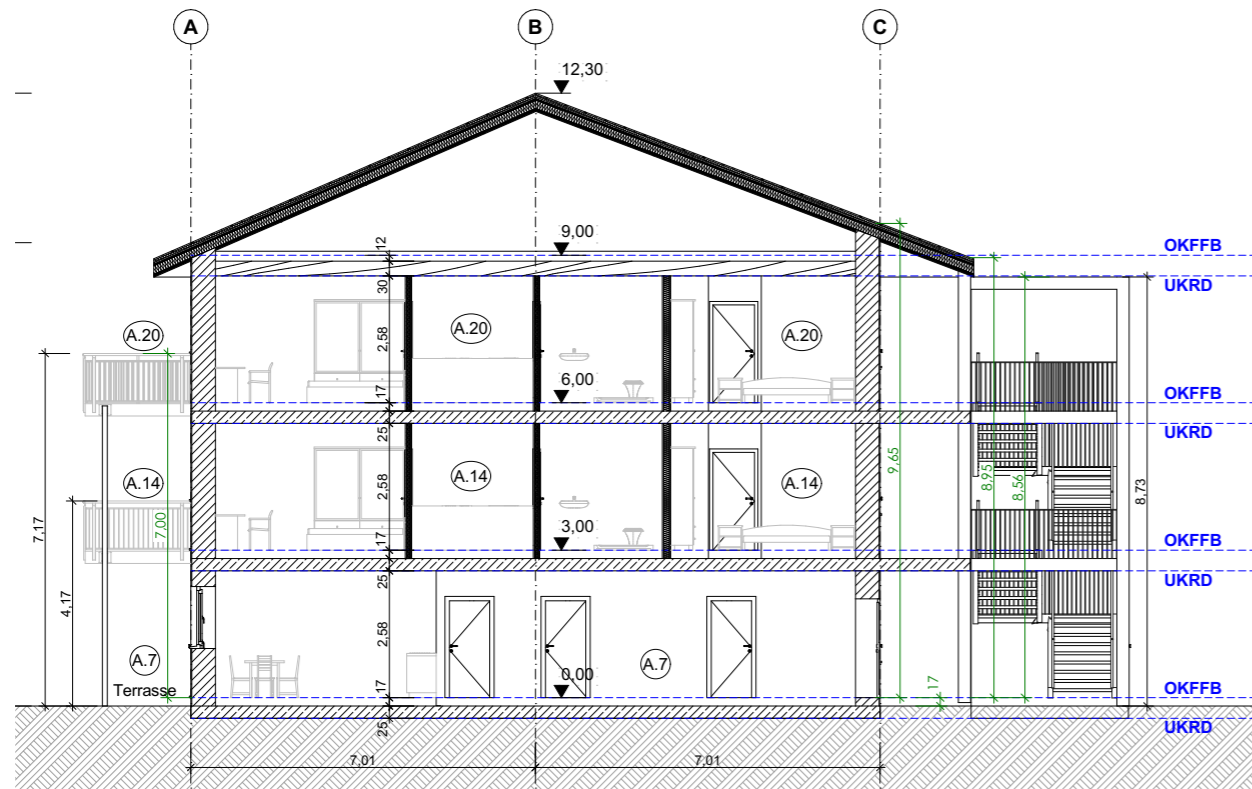 A B C
12,30
9,00
OKFFB
12
UKRD
30
A.20 A.20 A.20
2,58
6,00
OKFFB
17
UKRD
25
9,65 8,95 8,56 8,73
A.14 A.14 A.14
2,58
7,17 7,00
3,00
OKFFB
17
UKRD
25
4,17
2,58
A.7 A.7
Terrasse
0,00
OKFFB
17 17
UKRD
25
7,01 7,01